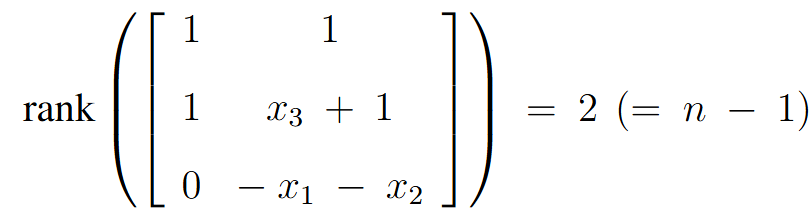 1 1
rank ( [ 1 x₃ + 1 ] ) = 2 (= n − 1)
0 − x₁ − x₂